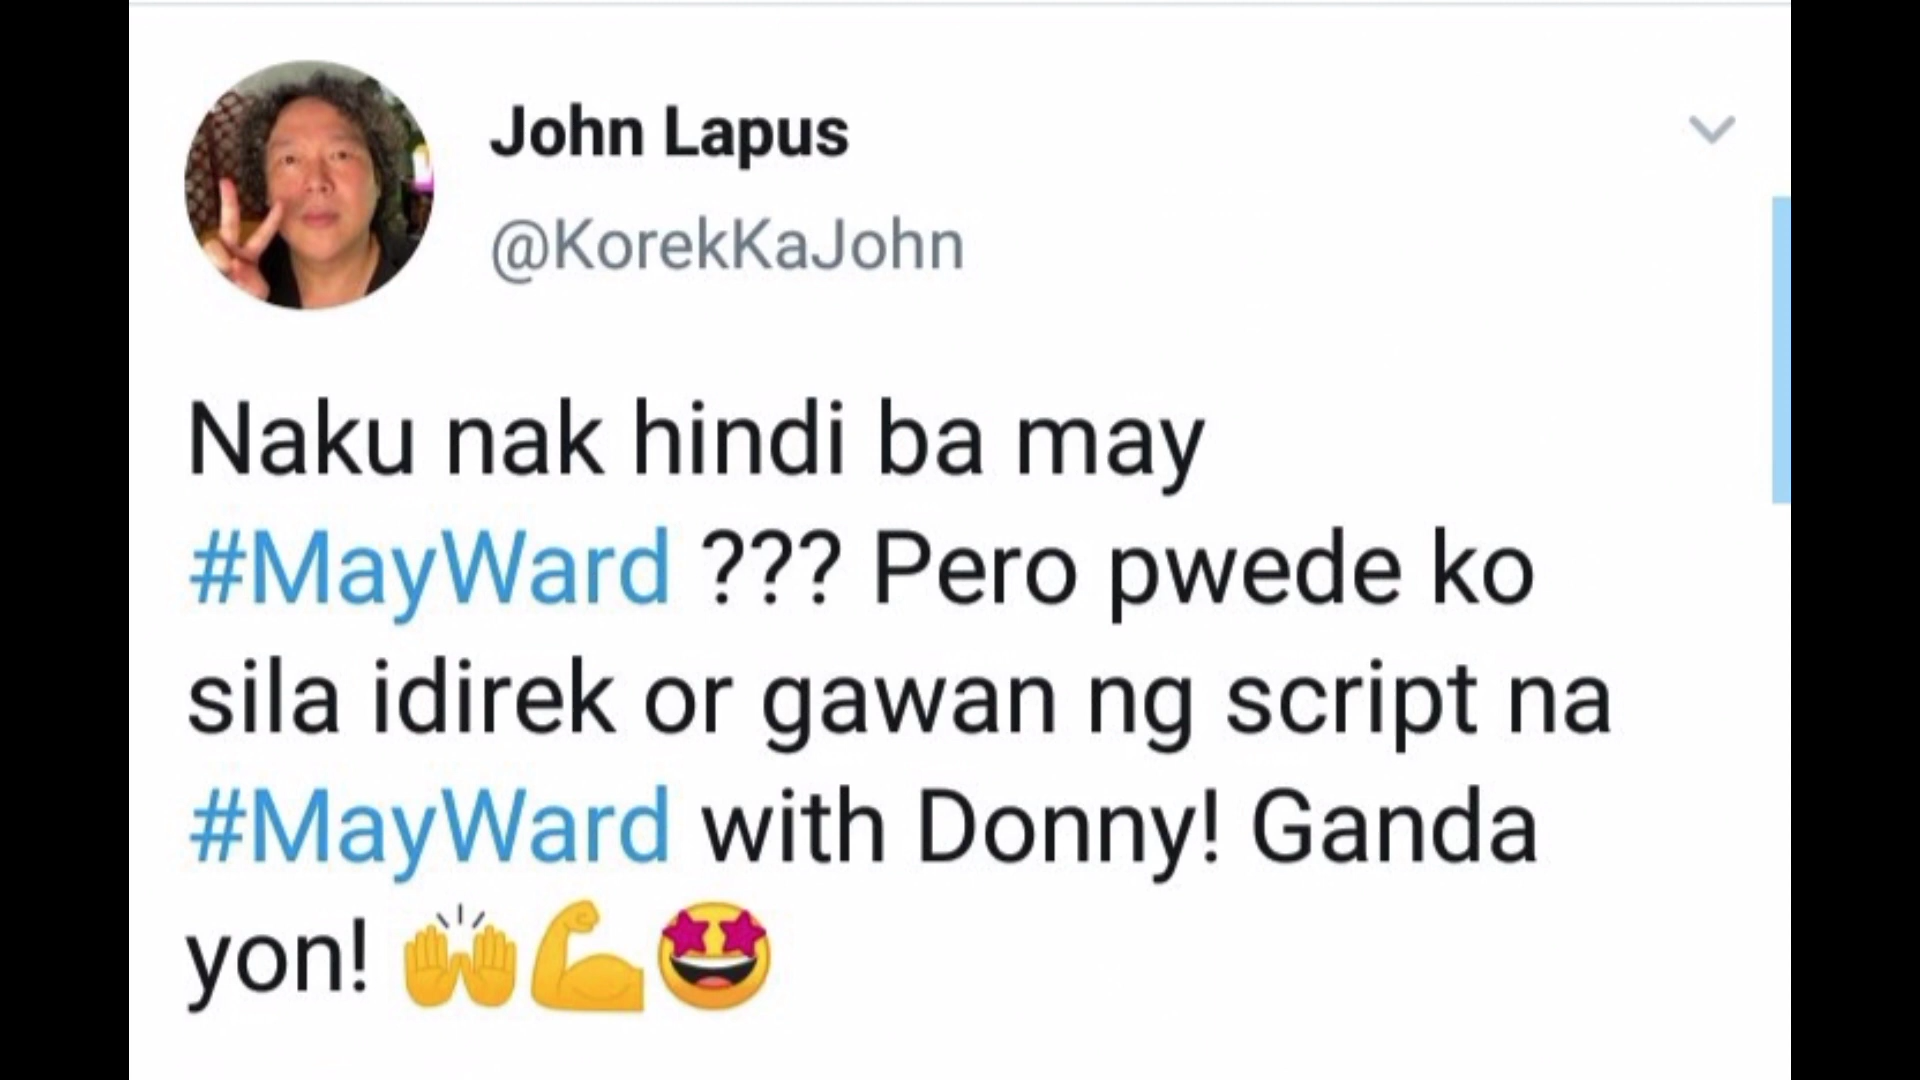 John Lapus
@KorekKaJohn
Naku nak hindi ba may
#MayWard ??? Pero pwede ko
sila idirek or gawan ng script na
#MayWard with Donny! Ganda
yon! 🙌💪🤩